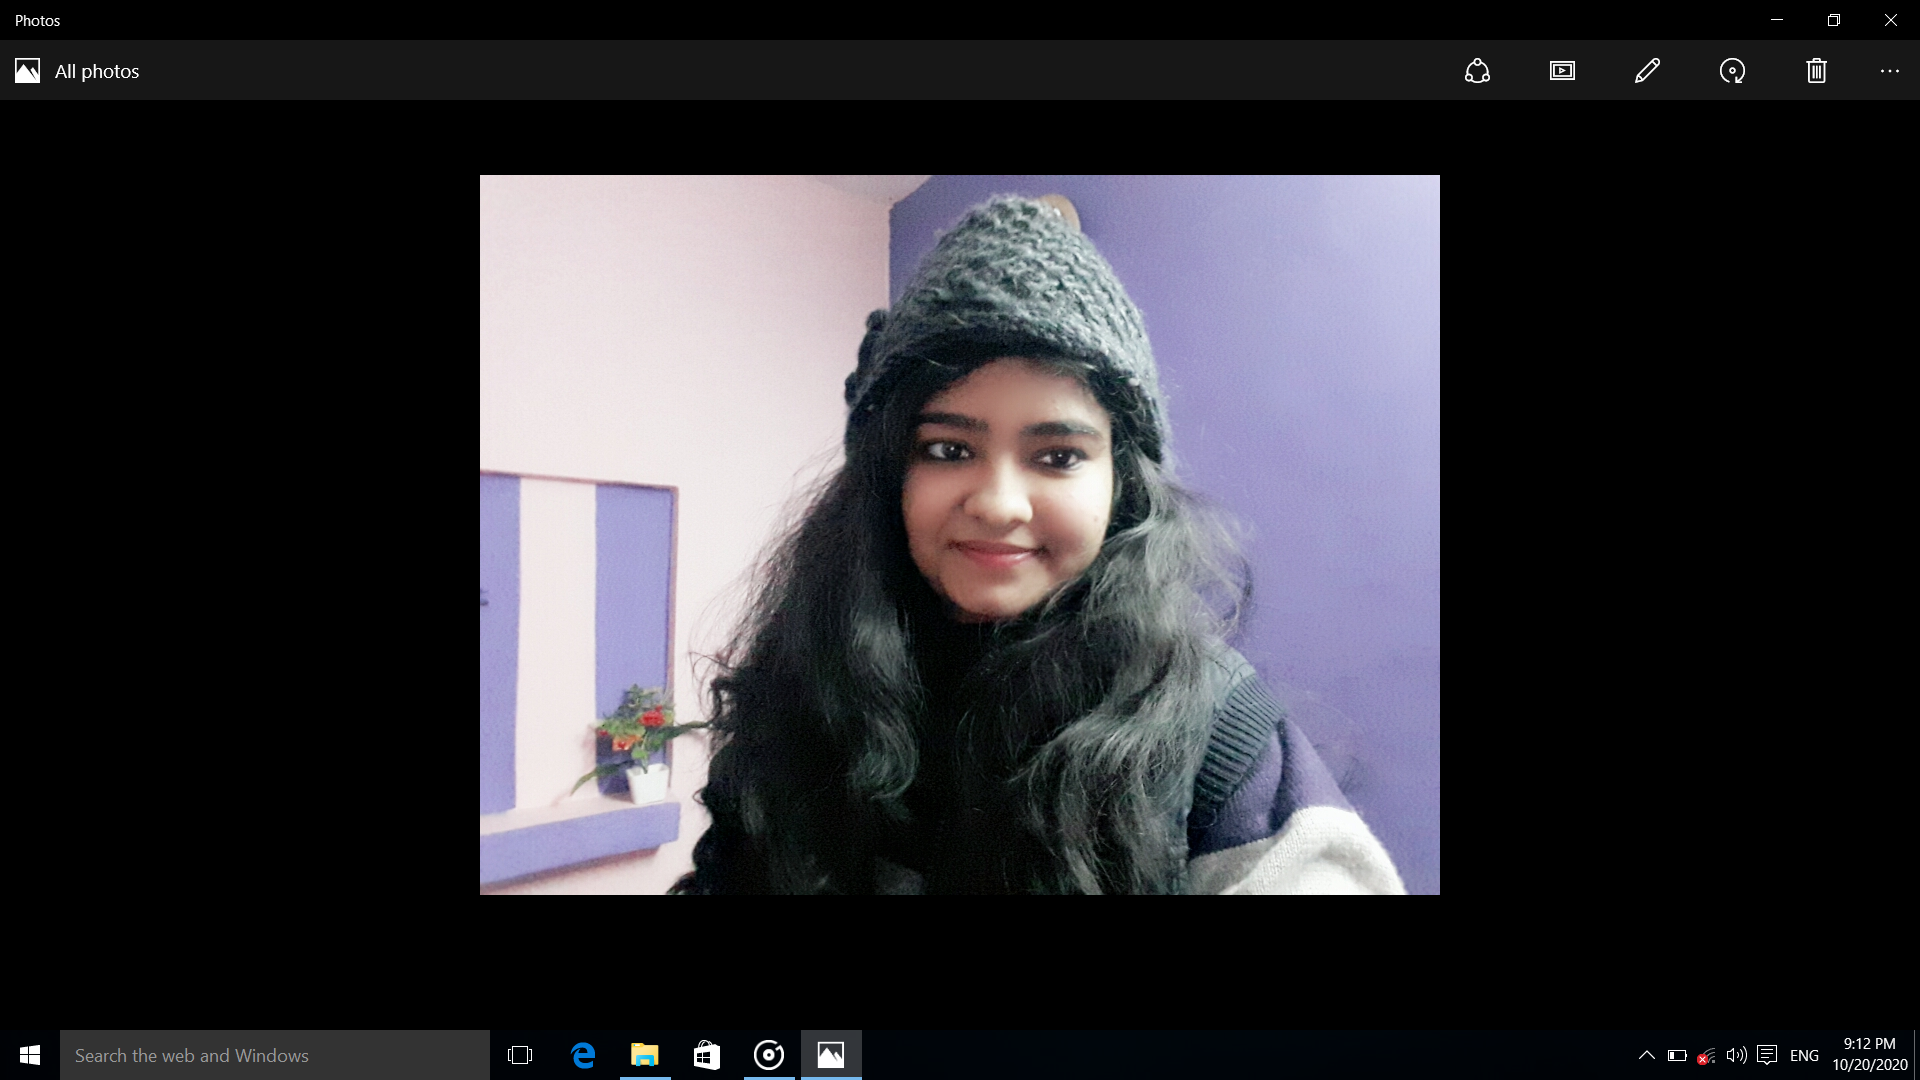 Photos
All photos
Search the web and Windows
ENG
9:12 PM
10/20/2020